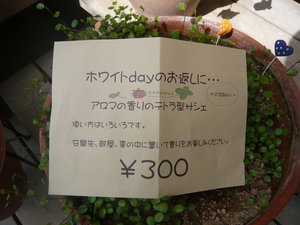 ホワイトdayのお返しに…
アロマの香りのテトラ型サシェ
使い方はいろいろです。
玄関先、部屋、車の中に置いて香りをお楽しみください。
¥300